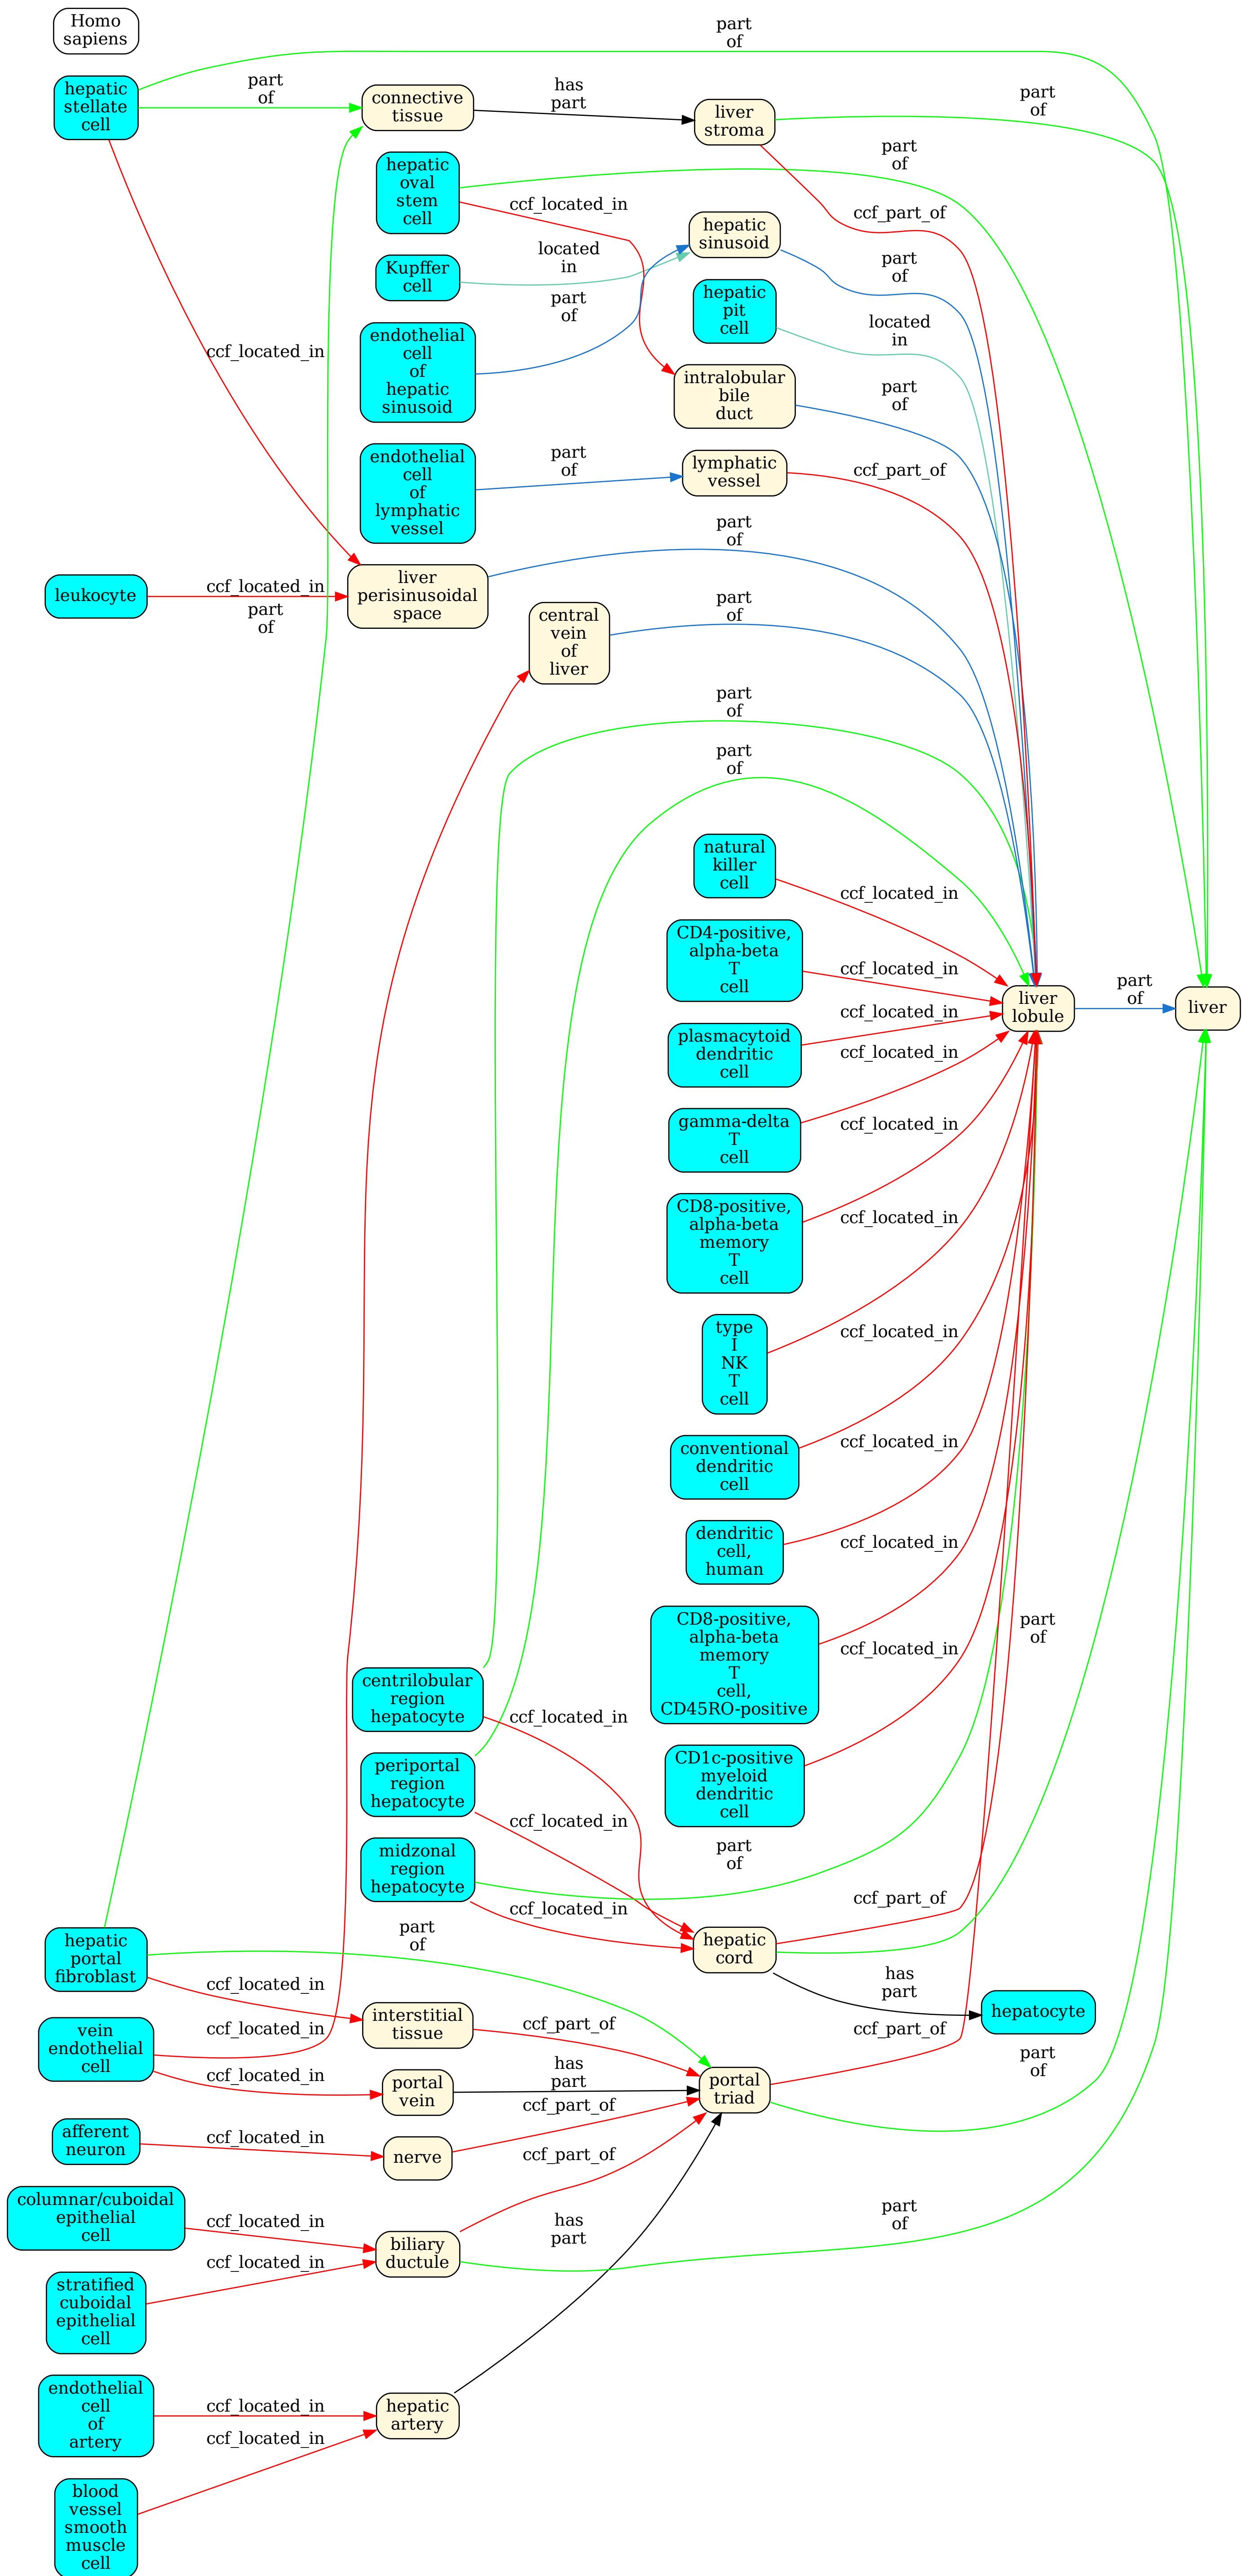 Homo
sapiens
hepatic
stellate
cell
part
of
connective
tissue
has
part
liver
stroma
part
of
part
of
hepatic
oval
stem
cell
ccf_located_in
part
of
ccf_part_of
Kupffer
cell
located
in
hepatic
sinusoid
part
of
endothelial
cell
of
hepatic
sinusoid
part
of
hepatic
pit
cell
located
in
ccf_located_in
intralobular
bile
duct
part
of
endothelial
cell
of
lymphatic
vessel
part
of
lymphatic
vessel
ccf_part_of
leukocyte
ccf_located_in
part
of
liver
perisinusoidal
space
part
of
central
vein
of
liver
part
of
part
of
part
of
natural
killer
cell
ccf_located_in
CD4-positive,
alpha-beta
T
cell
ccf_located_in
liver
lobule
part
of
liver
plasmacytoid
dendritic
cell
ccf_located_in
gamma-delta
T
cell
ccf_located_in
CD8-positive,
alpha-beta
memory
T
cell
ccf_located_in
type
I
NK
T
cell
ccf_located_in
conventional
dendritic
cell
ccf_located_in
dendritic
cell,
human
ccf_located_in
CD8-positive,
alpha-beta
memory
T
cell,
CD45RO-positive
ccf_located_in
part
of
CD1c-positive
myeloid
dendritic
cell
ccf_located_in
centrilobular
region
hepatocyte
ccf_located_in
periportal
region
hepatocyte
ccf_located_in
midzonal
region
hepatocyte
ccf_located_in
part
of
hepatic
cord
ccf_part_of
has
part
hepatocyte
hepatic
portal
fibroblast
part
of
ccf_located_in
interstitial
tissue
ccf_part_of
vein
endothelial
cell
ccf_located_in
ccf_located_in
portal
vein
has
part
portal
triad
ccf_part_of
part
of
afferent
neuron
ccf_located_in
nerve
ccf_part_of
columnar/cuboidal
epithelial
cell
ccf_located_in
biliary
ductule
ccf_part_of
part
of
stratified
cuboidal
epithelial
cell
ccf_located_in
has
part
endothelial
cell
of
artery
ccf_located_in
hepatic
artery
blood
vessel
smooth
muscle
cell
ccf_located_in